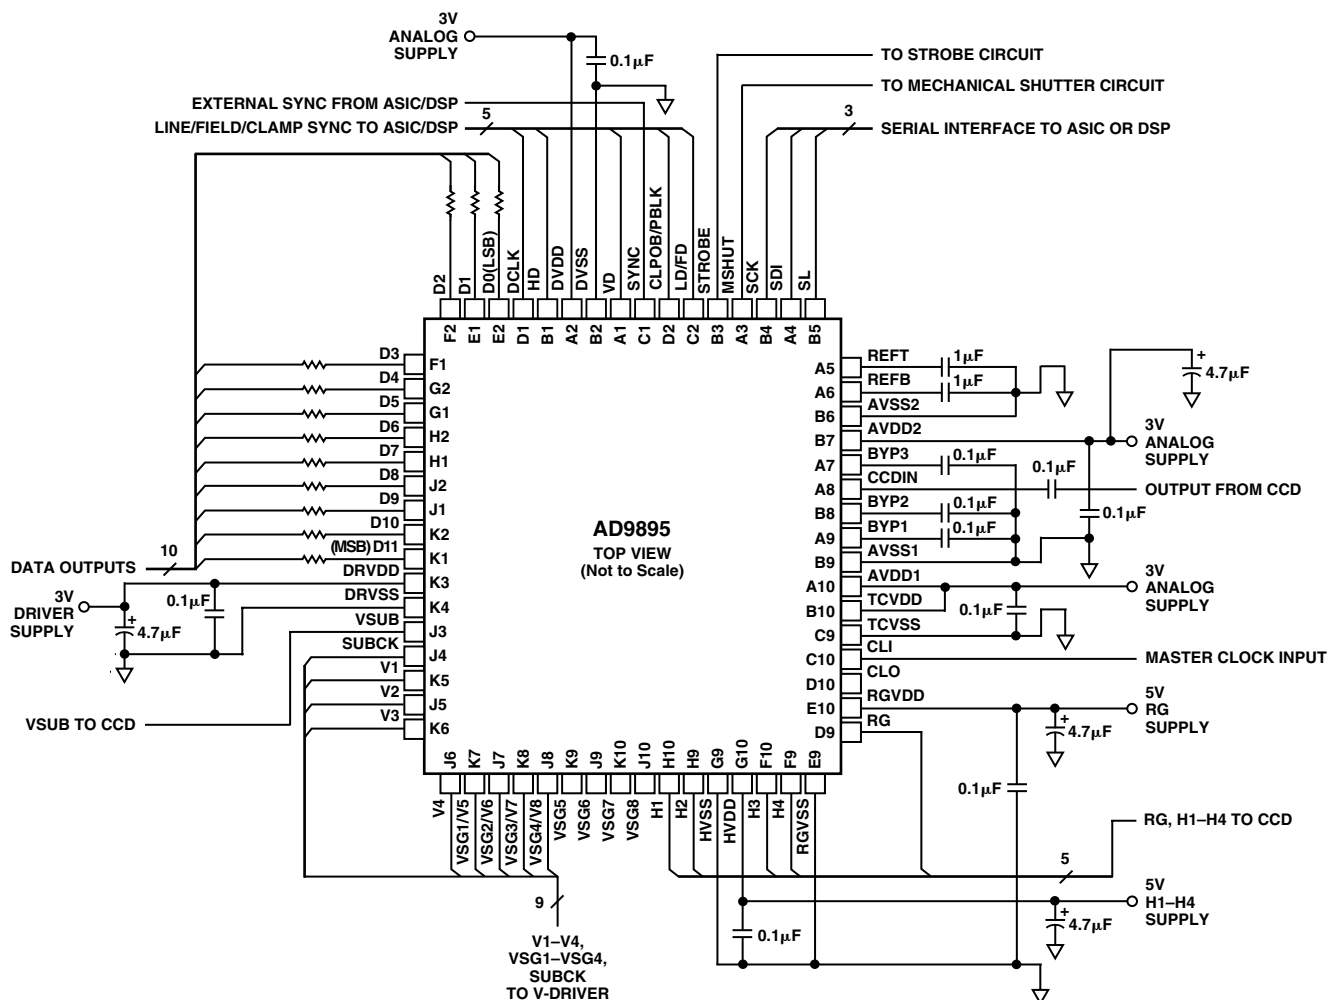 3V
ANALOG
SUPPLY
0.1µF
TO STROBE CIRCUIT
TO MECHANICAL SHUTTER CIRCUIT
EXTERNAL SYNC FROM ASIC/DSP
LINE/FIELD/CLAMP SYNC TO ASIC/DSP
5
3
SERIAL INTERFACE TO ASIC OR DSP
D2
D1
D0(LSB)
DCLK
HD
DVDD
DVSS
VD
SYNC
CLPOB/PBLK
LD/FD
STROBE
MSHUT
SCK
SDI
SL
F2
E1
E2
D1
B1
A2
B2
A1
C1
D2
C2
B3
A3
B4
A4
B5
D3
F1
D4
G2
D5
G1
D6
H2
D7
H1
D8
J2
D9
J1
D10
K2
(MSB) D11
K1
DRVDD
K3
DRVSS
K4
VSUB
J3
SUBCK
J4
V1
K5
V2
J5
V3
K6
10
DATA OUTPUTS
3V
DRIVER
SUPPLY
0.1µF
+
4.7µF
VSUB TO CCD
AD9895
TOP VIEW
(Not to Scale)
A5
REFT
1µF
A6
REFB
1µF
B6
AVSS2
B7
AVDD2
A7
BYP3
0.1µF
A8
CCDIN
0.1µF
B8
BYP2
0.1µF
A9
BYP1
0.1µF
B9
AVSS1
A10
AVDD1
B10
TCVDD
C9
TCVSS
C10
CLI
D10
CLO
E10
RGVDD
D9
RG
+
4.7µF
3V
ANALOG
SUPPLY
OUTPUT FROM CCD
0.1µF
3V
ANALOG
SUPPLY
0.1µF
MASTER CLOCK INPUT
5V
RG
SUPPLY
+
4.7µF
0.1µF
J6
K7
J7
K8
J8
K9
J9
K10
J10
H10
H9
G9
G10
F10
F9
E9
V4
VSG1/V5
VSG2/V6
VSG3/V7
VSG4/V8
VSG5
VSG6
VSG7
VSG8
H1
H2
HVSS
HVDD
H3
H4
RGVSS
RG, H1–H4 TO CCD
5
5V
H1–H4
SUPPLY
+
4.7µF
0.1µF
9
V1–V4,
VSG1–VSG4,
SUBCK
TO V-DRIVER